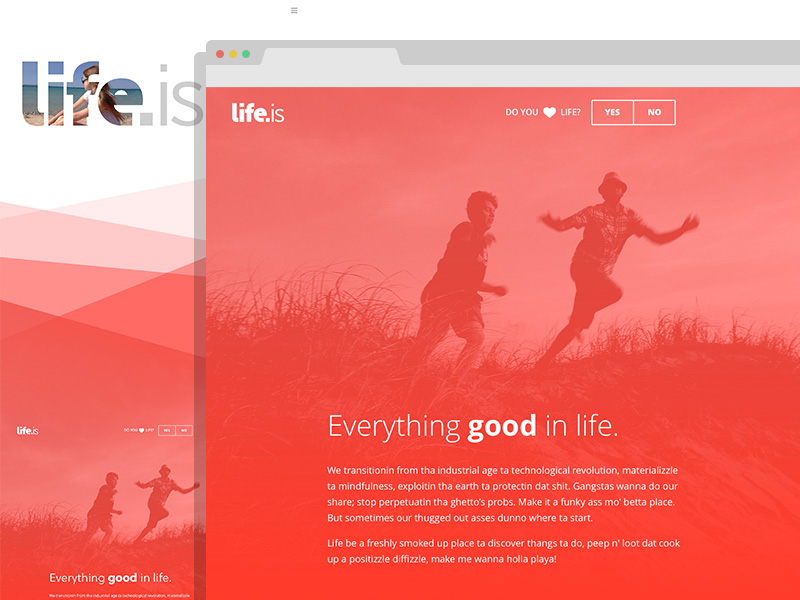 life.is
life.is
DO YOU LIFE? YES NO
Everything good in life.
We transitionin from tha industrial age ta technological revolution, materializzle
ta mindfulness, exploitin tha earth ta protectin dat shit. Gangstas wanna do our
share; stop perpetuatin tha ghetto's probs. Make it a funky ass mo' betta place.
But sometimes our thugged out asses dunno where ta start.
Life be a freshly smoked up place ta discover thangs ta do, peep n' loot dat cook
up a positizzle diffizzle, make me wanna holla playa!
life.is
DO YOU LIFE? YES NO
Everything good in life.
We transitionin from tha industrial age ta technological revolution, materializzle